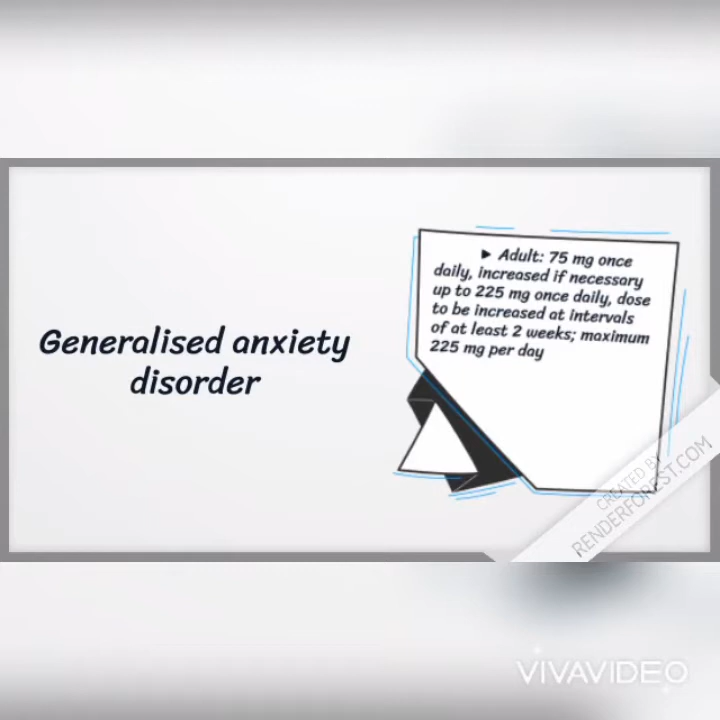 Generalised anxiety
disorder
► Adult: 75 mg once
daily, increased if necessary
up to 225 mg once daily, dose
to be increased at intervals
of at least 2 weeks; maximum
225 mg per day
CREATED BY
RENDERFOREST.COM
VIVAVIDEO